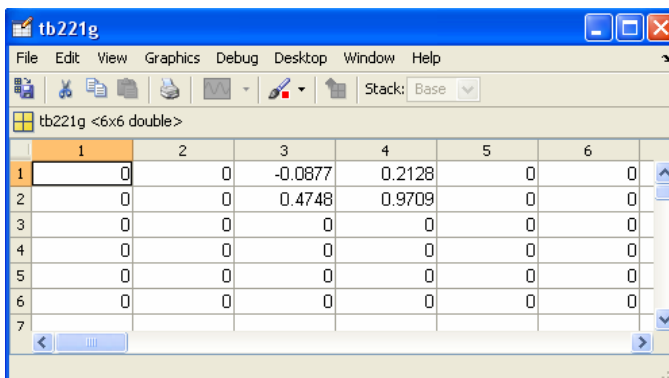 tb221g
File Edit View Graphics Debug Desktop Window Help
Stack: Base
tb221g <6x6 double>
1 2 3 4 5 6
1 0 0 -0.0877 0.2128 0 0
2 0 0 0.4748 0.9709 0 0
3 0 0 0 0 0 0
4 0 0 0 0 0 0
5 0 0 0 0 0 0
6 0 0 0 0 0 0
7